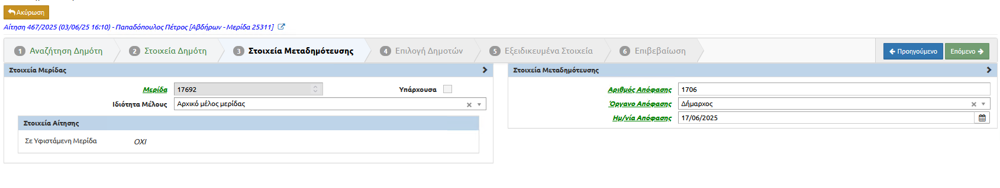 Ακύρωση
Αίτηση 467/2025 (03/06/25 16:10) - Παπαδόπουλος Πέτρος [Αβδήρων - Μερίδα 25311]
1 Αναζήτηση Δημότη 2 Στοιχεία Δημότη 3 Στοιχεία Μεταδημότευσης 4 Επιλογή Δημοτών 5 Εξειδικευμένα Στοιχεία 6 Επιβεβαίωση Προηγούμενο Επόμενο
Στοιχεία Μερίδας
Μερίδα 17692 Υπάρχουσα
Ιδιότητα Μέλους Αρχικό μέλος μερίδας
Στοιχεία Αίτησης
Σε Υφιστάμενη Μερίδα ΟΧΙ
Στοιχεία Μεταδημότευσης
Αριθμός Απόφασης 1706
Όργανο Απόφασης Δήμαρχος
Ημ/νία Απόφασης 17/06/2025